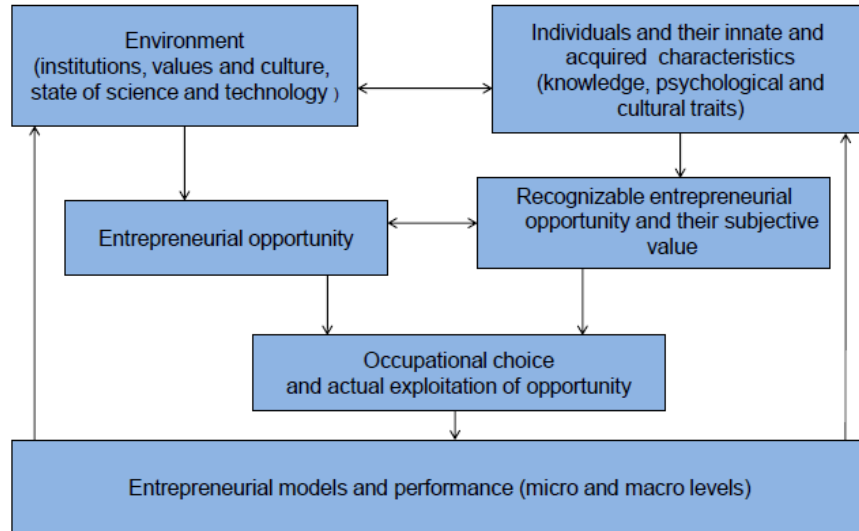 Environment
(institutions, values and culture,
state of science and technology )
Individuals and their innate and
acquired characteristics
(knowledge, psychological and
cultural traits)
Entrepreneurial opportunity
Recognizable entrepreneurial
opportunity and their subjective
value
Occupational choice
and actual exploitation of opportunity
Entrepreneurial models and performance (micro and macro levels)